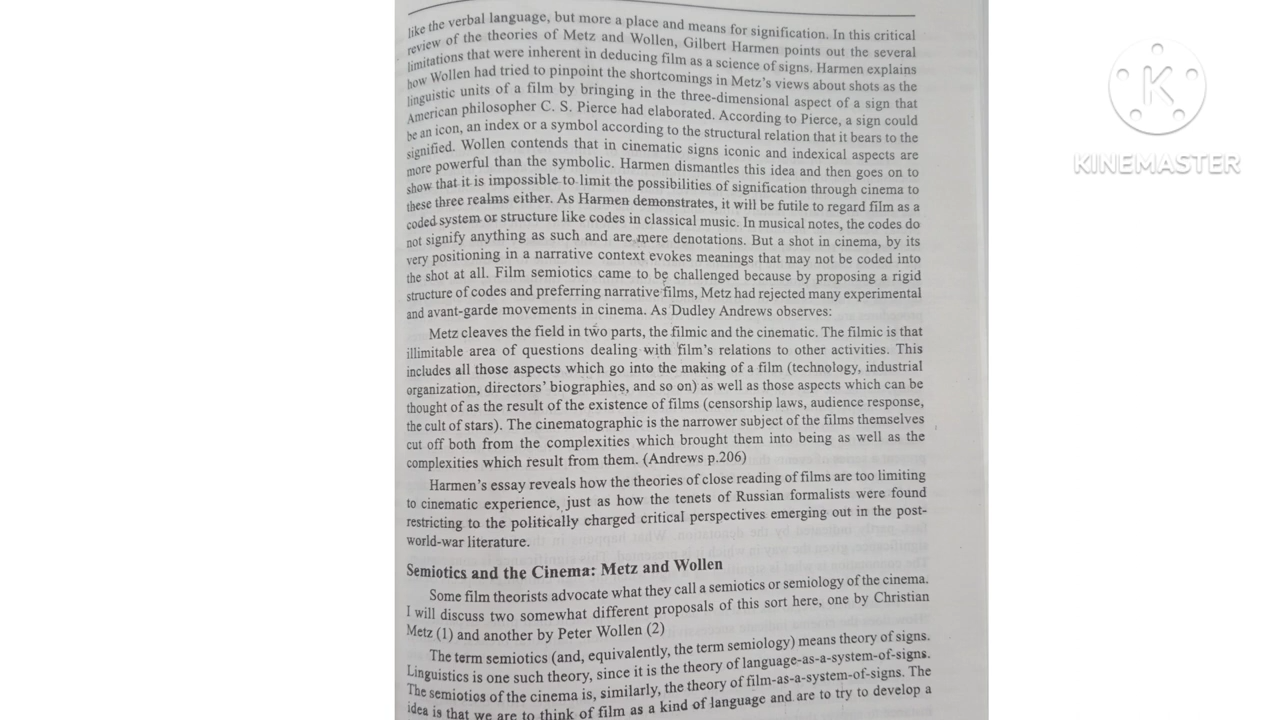 like the verbal language, but more a place and means for signification. In this critical
review of the theories of Metz and Wollen, Gilbert Harmen points out the several
limitations that were inherent in deducing film as a science of signs. Harmen explains
how Wollen had tried to pinpoint the shortcomings in Metz's views about shots as the
linguistic units of a film by bringing in the three-dimensional aspect of a sign that
American philosopher C. S. Pierce had elaborated. According to Pierce, a sign could
be an icon, an index or a symbol according to the structural relation that it bears to the
signified. Wollen contends that in cinematic signs iconic and indexical aspects are
more powerful than the symbolic. Harmen dismantles this idea and then goes on to
show that it is impossible to limit the possibilities of signification through cinema to
these three realms either. As Harmen demonstrates, it will be futile to regard film as a
coded system or structure like codes in classical music. In musical notes, the codes do
not signify anything as such and are mere denotations. But a shot in cinema, by its
very positioning in a narrative context evokes meanings that may not be coded into
the shot at all. Film semiotics came to be challenged because by proposing a rigid
structure of codes and preferring narrative films, Metz had rejected many experimental
and avant-garde movements in cinema. As Dudley Andrews observes:
Metz cleaves the field in two parts, the filmic and the cinematic. The filmic is that
illimitable area of questions dealing with film's relations to other activities. This
includes all those aspects which go into the making of a film (technology, industrial
organization, directors' biographies, and so on) as well as those aspects which can be
thought of as the result of the existence of films (censorship laws, audience response,
the cult of stars). The cinematographic is the narrower subject of the films themselves
cut off both from the complexities which brought them into being as well as the
complexities which result from them. (Andrews p.206)
Harmen's essay reveals how the theories of close reading of films are too limiting
to cinematic experience, just as how the tenets of Russian formalists were found
restricting to the politically charged critical perspectives emerging out in the post-
world-war literature.
Semiotics and the Cinema: Metz and Wollen
Some film theorists advocate what they call a semiotics or semiology of the cinema.
I will discuss two somewhat different proposals of this sort here, one by Christian
Metz (1) and another by Peter Wollen (2)
The term semiotics (and, equivalently, the term semiology) means theory of signs.
Linguistics is one such theory, since it is the theory of language-as-a-system-of-signs.
The semiotios of the cinema is, similarly, the theory of film-as-a-system-of-signs. The
idea is that we are to think of film as a kind of language and are to try to develop a
K
KINEMASTER